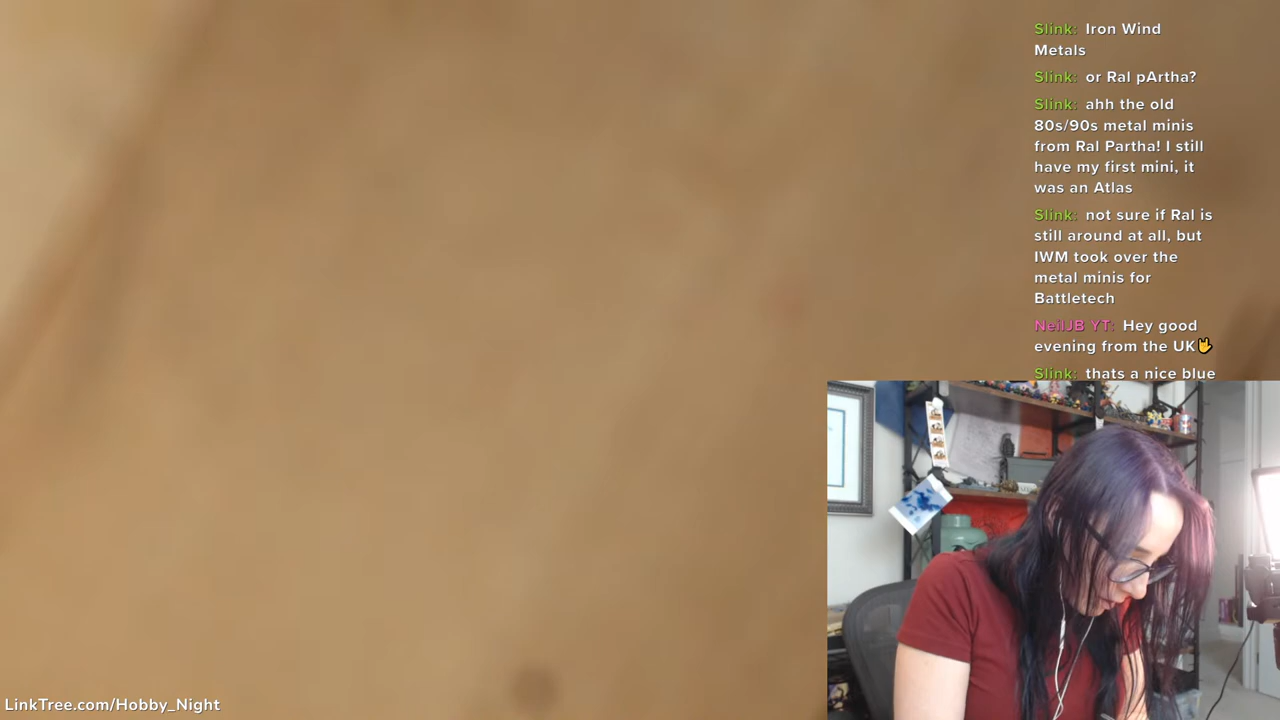 Slink: Iron Wind
Metals
Slink: or Ral pArtha?
Slink: ahh the old
80s/90s metal minis
from Ral Partha! I still
have my first mini, it
was an Atlas
Slink: not sure if Ral is
still around at all, but
IWM took over the
metal minis for
Battletech
NeilJB YT: Hey good
evening from the UK🤘
Slink: thats a nice blue
LinkTree.com/Hobby_Night